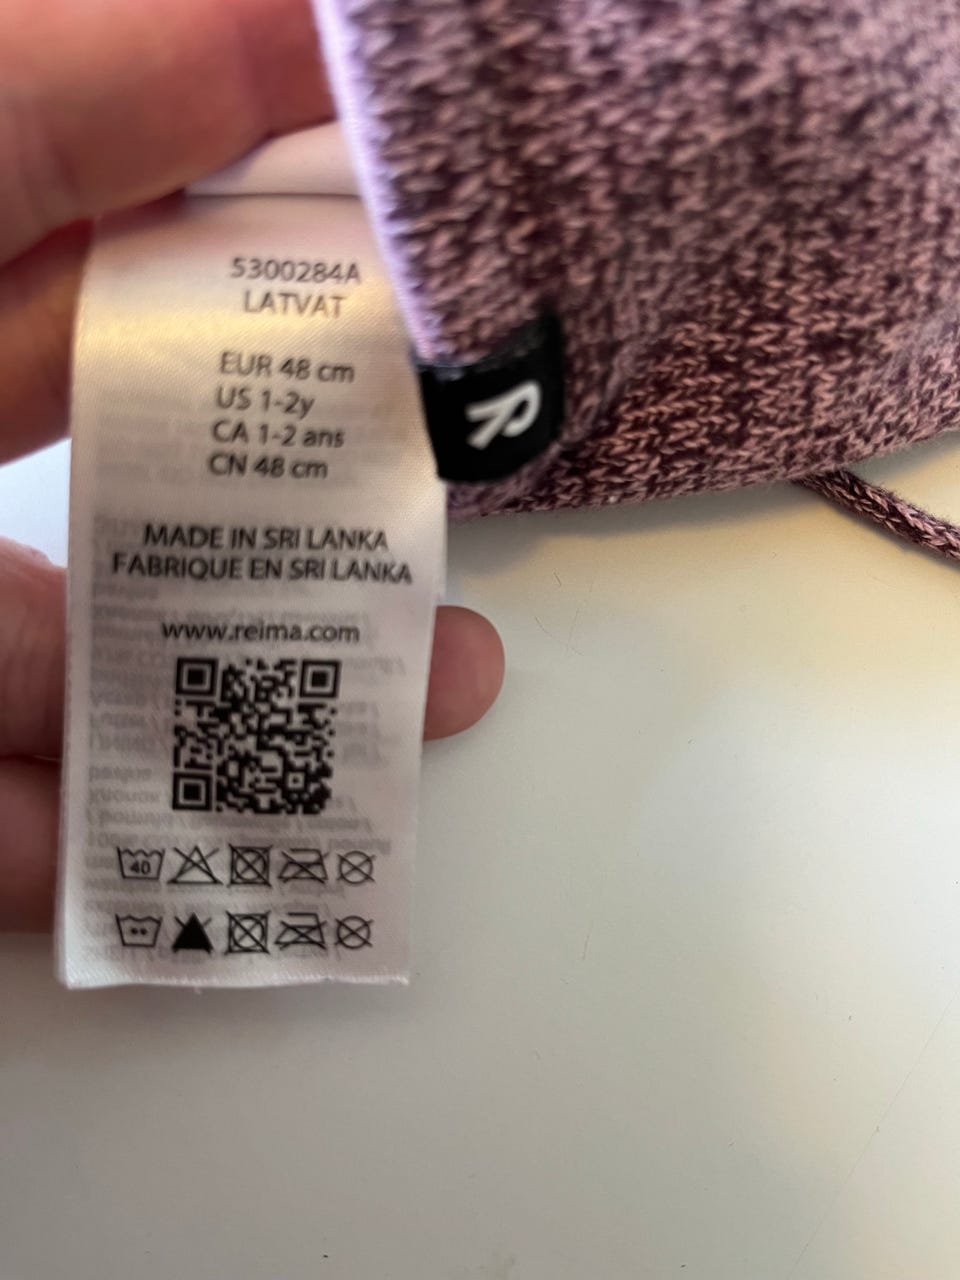 5300284A
LATVAT
EUR 48 cm
US 1-2y
CA 1-2 ans
CN 48 cm
MADE IN SRI LANKA
FABRIQUE EN SRI LANKA
www.reima.com
40
R